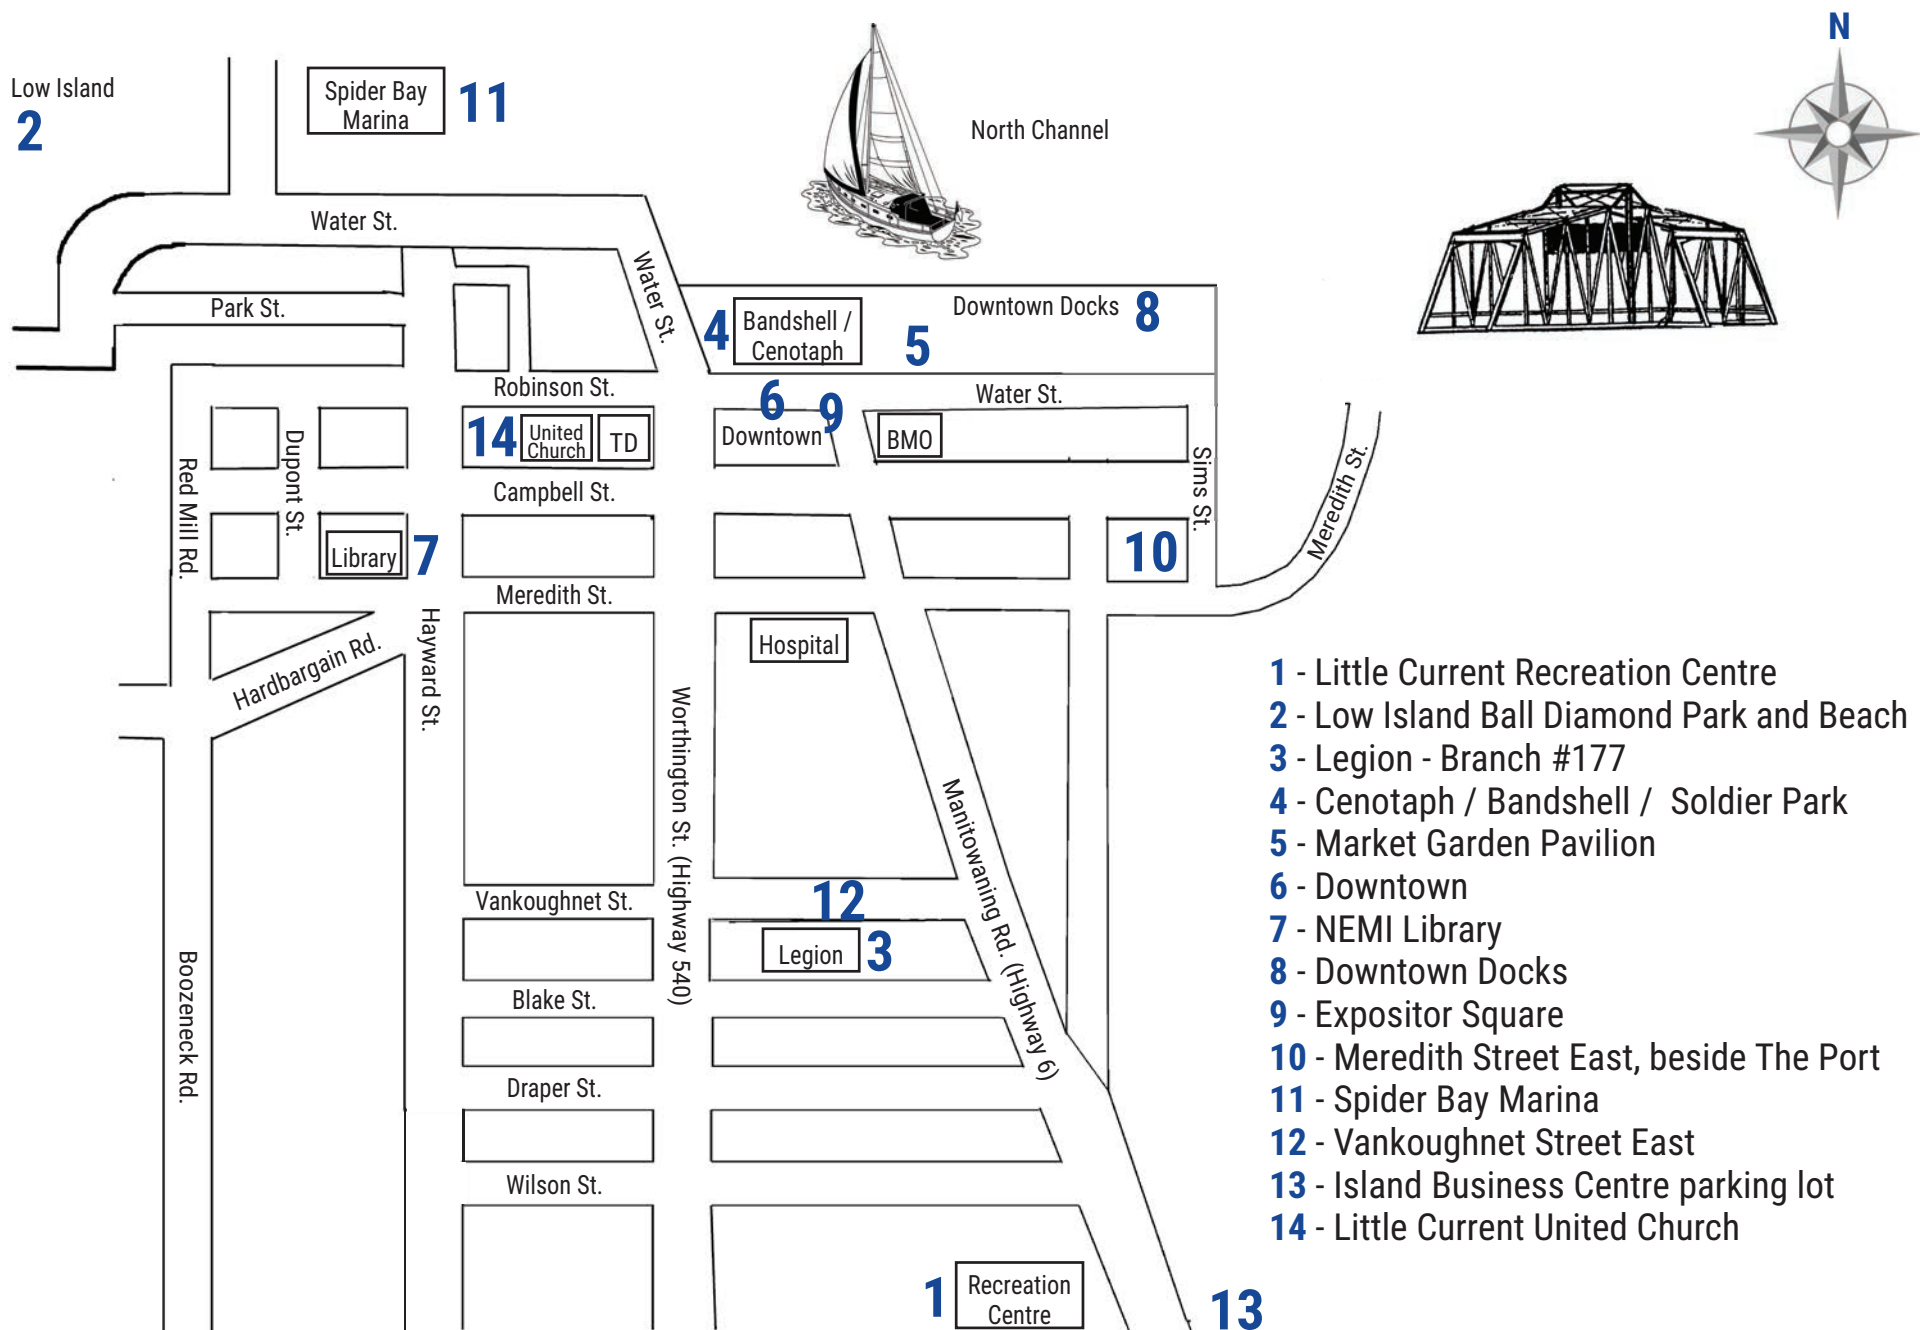 N
Low Island
2
Spider Bay
Marina
11
North Channel
Water St.
Water St.
Park St.
4
Bandshell /
Cenotaph
5
Downtown Docks
8
Robinson St.
6
9
Water St.
14
United
Church
TD
Downtown
BMO
Red Mill Rd.
Dupont St.
Campbell St.
Sims St.
Meredith St.
Library
7
10
Meredith St.
Hayward St.
Hospital
Hardbargain Rd.
Worthington St. (Highway 540)
Manitowaning Rd. (Highway 6)
Vankoughnet St.
12
Legion
3
Boozeneck Rd.
Blake St.
Draper St.
Wilson St.
1
Recreation
Centre
13
1 - Little Current Recreation Centre
2 - Low Island Ball Diamond Park and Beach
3 - Legion - Branch #177
4 - Cenotaph / Bandshell / Soldier Park
5 - Market Garden Pavilion
6 - Downtown
7 - NEMI Library
8 - Downtown Docks
9 - Expositor Square
10 - Meredith Street East, beside The Port
11 - Spider Bay Marina
12 - Vankoughnet Street East
13 - Island Business Centre parking lot
14 - Little Current United Church